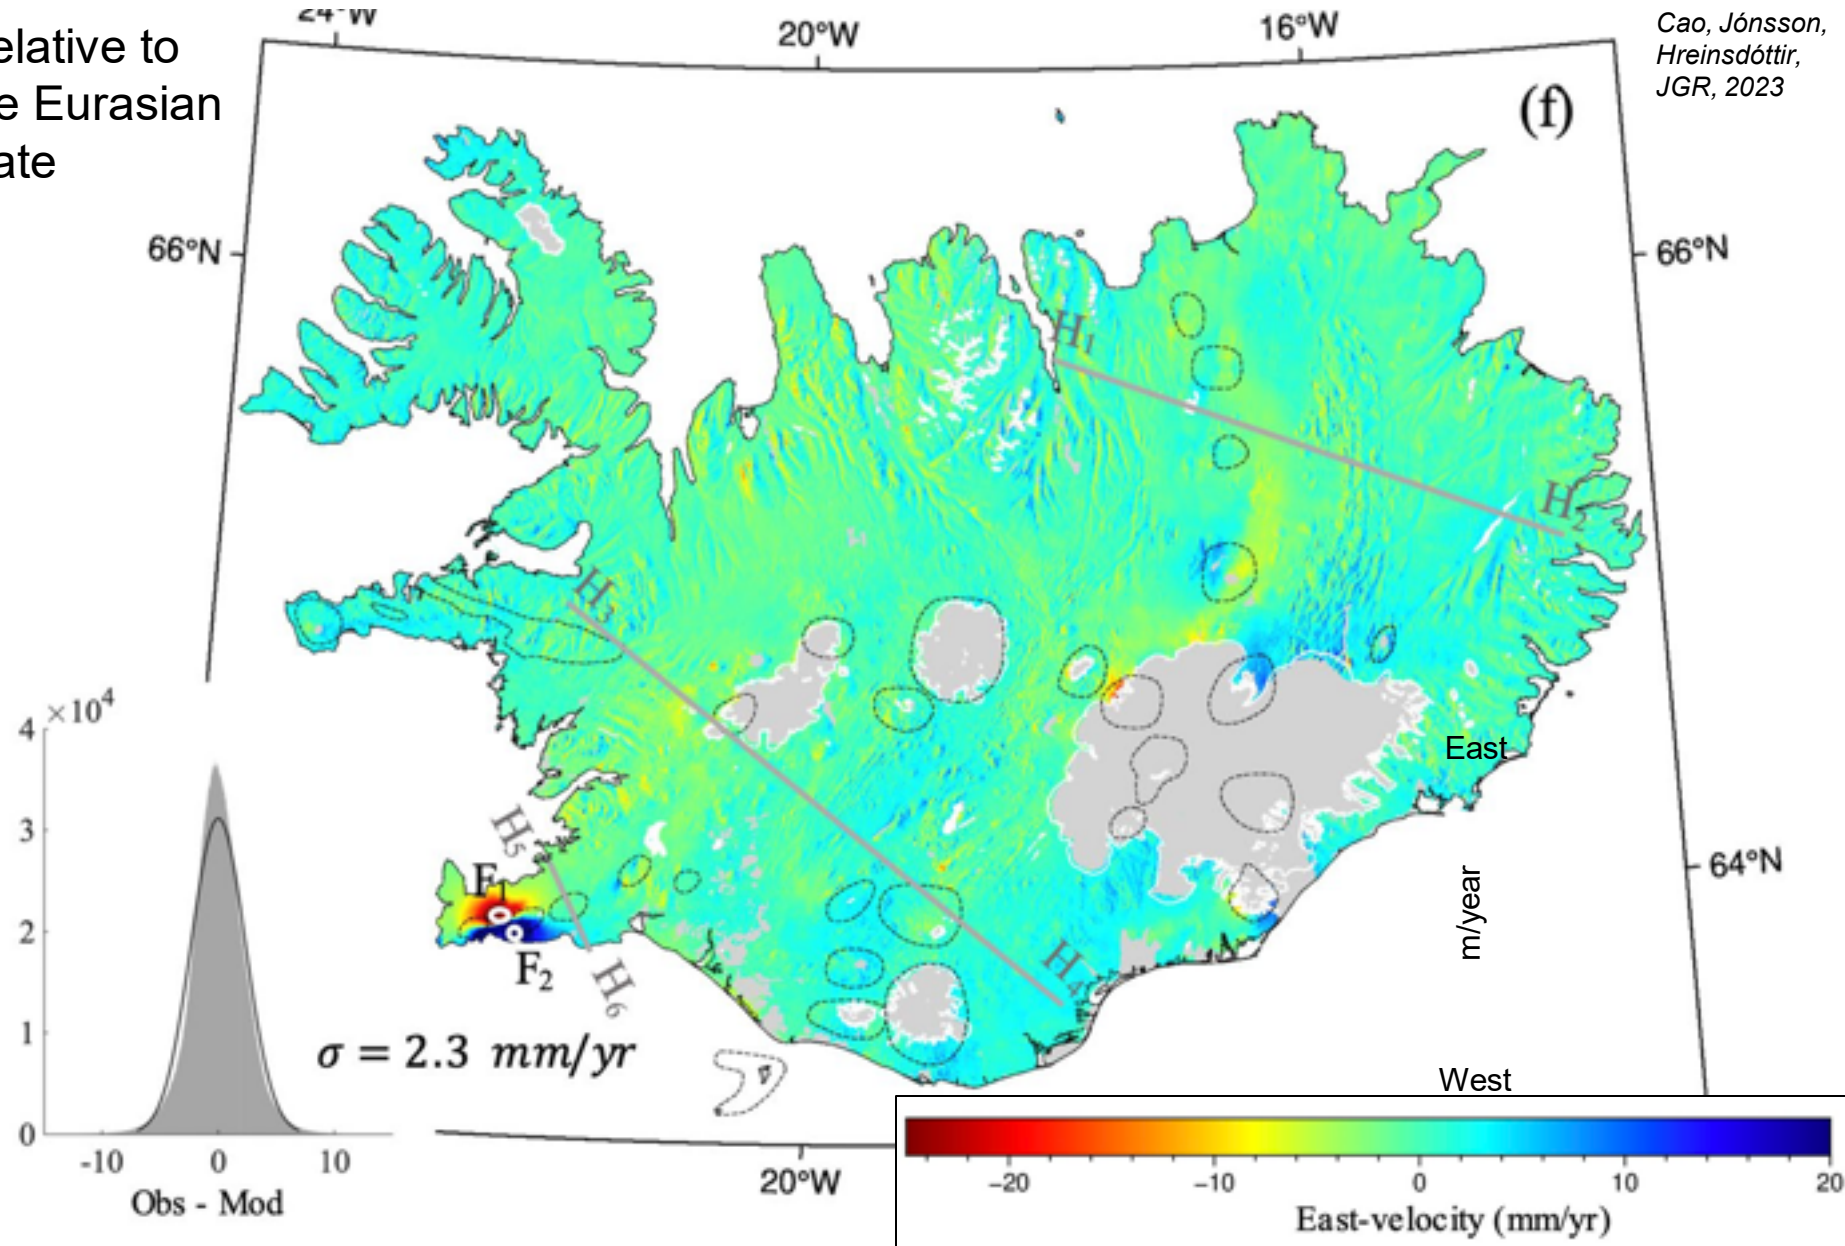 24°W
20°W
16°W
elative to
e Eurasian
ate
Cao, Jónsson,
Hreinsdóttir,
JGR, 2023
(f)
66°N
66°N
H1
H2
H3
×10⁴
4
3
2
1
0
East
H5
F1
64°N
m/year
F2
H6
H4
σ = 2.3 mm/yr
West
-10 0 10
Obs - Mod
20°W
−20 −10 0 10 20
East-velocity (mm/yr)